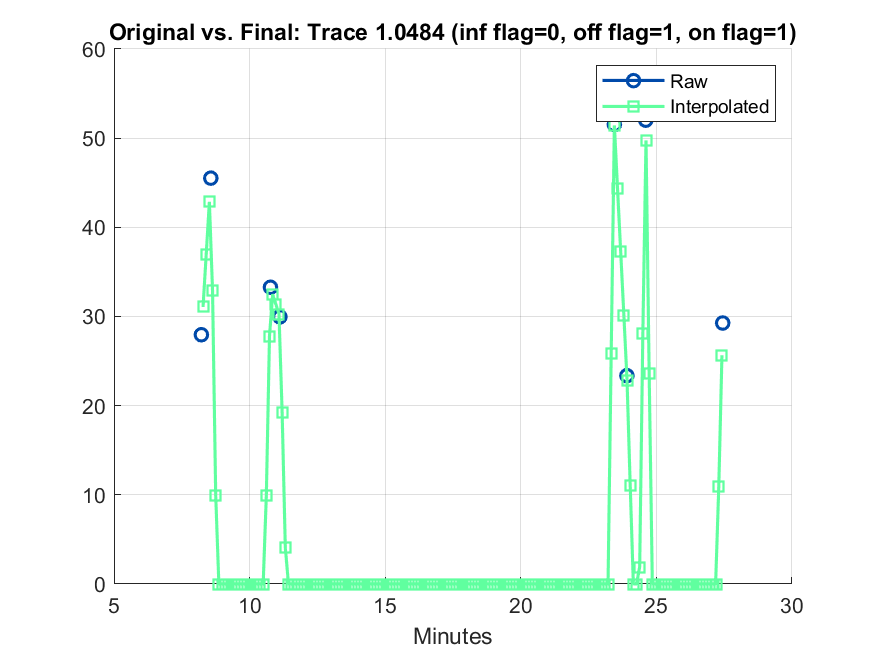 Original vs. Final: Trace 1.0484 (inf flag=0, off flag=1, on flag=1)
60
50
40
30
20
10
0
Raw
Interpolated
5 10 15 20 25 30
Minutes